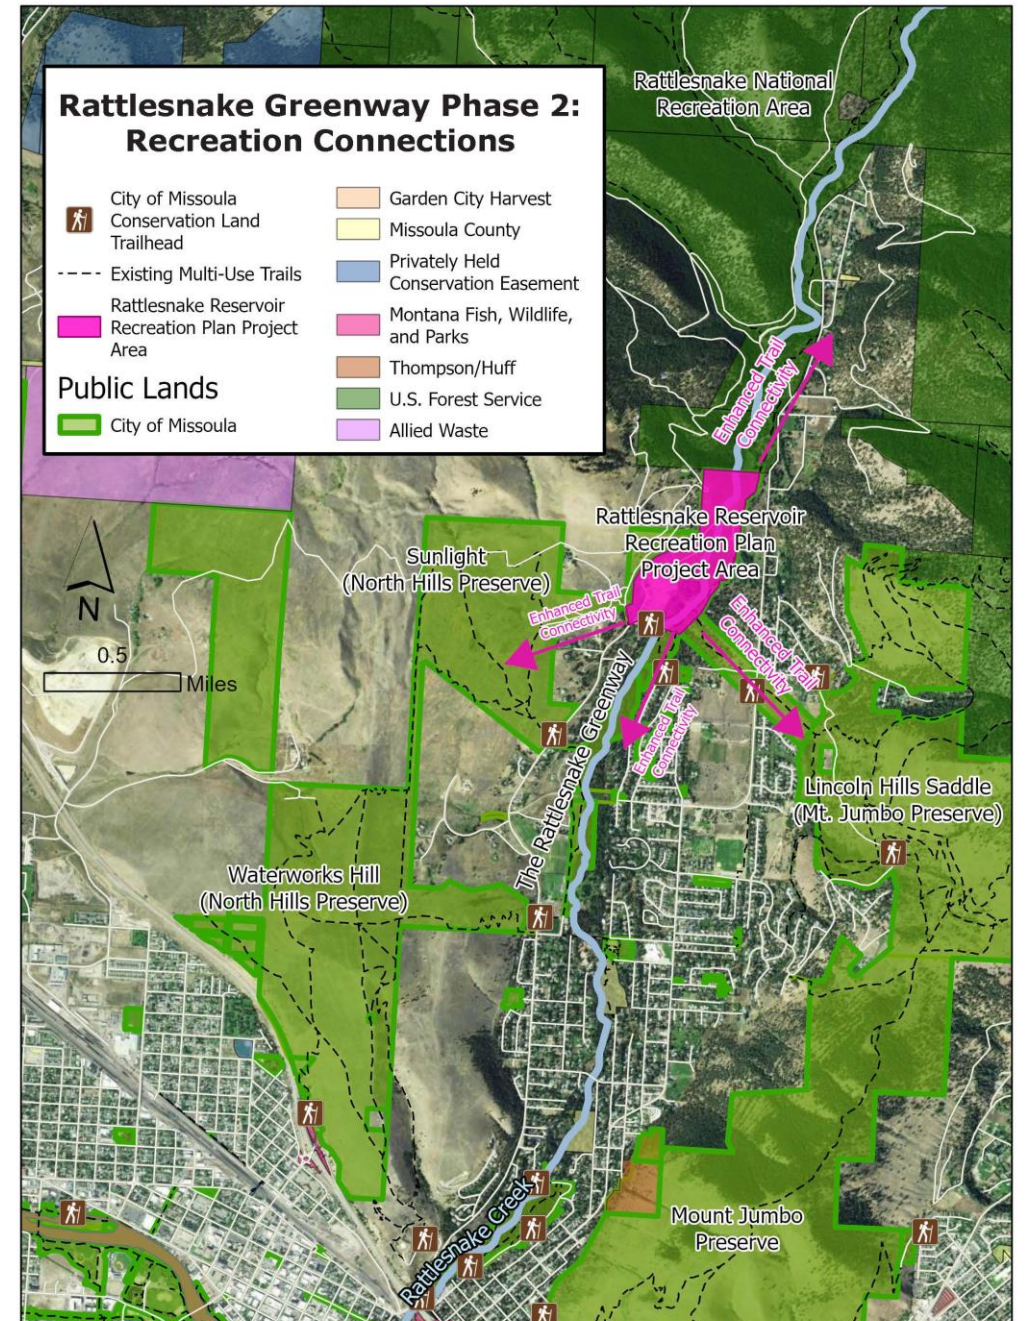 Rattlesnake Greenway Phase 2:
Recreation Connections
City of Missoula
Conservation Land
Trailhead
Existing Multi-Use Trails
Rattlesnake Reservoir
Recreation Plan Project
Area
Public Lands
City of Missoula
Garden City Harvest
Missoula County
Privately Held
Conservation Easement
Montana Fish, Wildlife,
and Parks
Thompson/Huff
U.S. Forest Service
Allied Waste
Rattlesnake National
Recreation Area
Enhanced Trail
Connectivity
Rattlesnake Reservoir
Recreation Plan
Project Area
Sunlight
(North Hills Preserve)
Enhanced Trail
Connectivity
Enhanced Trail
Connectivity
Enhanced Trail
Connectivity
N
0.5
Miles
The Rattlesnake Greenway
Lincoln Hills Saddle
(Mt. Jumbo Preserve)
Waterworks Hill
(North Hills Preserve)
Rattlesnake Creek
Mount Jumbo
Preserve